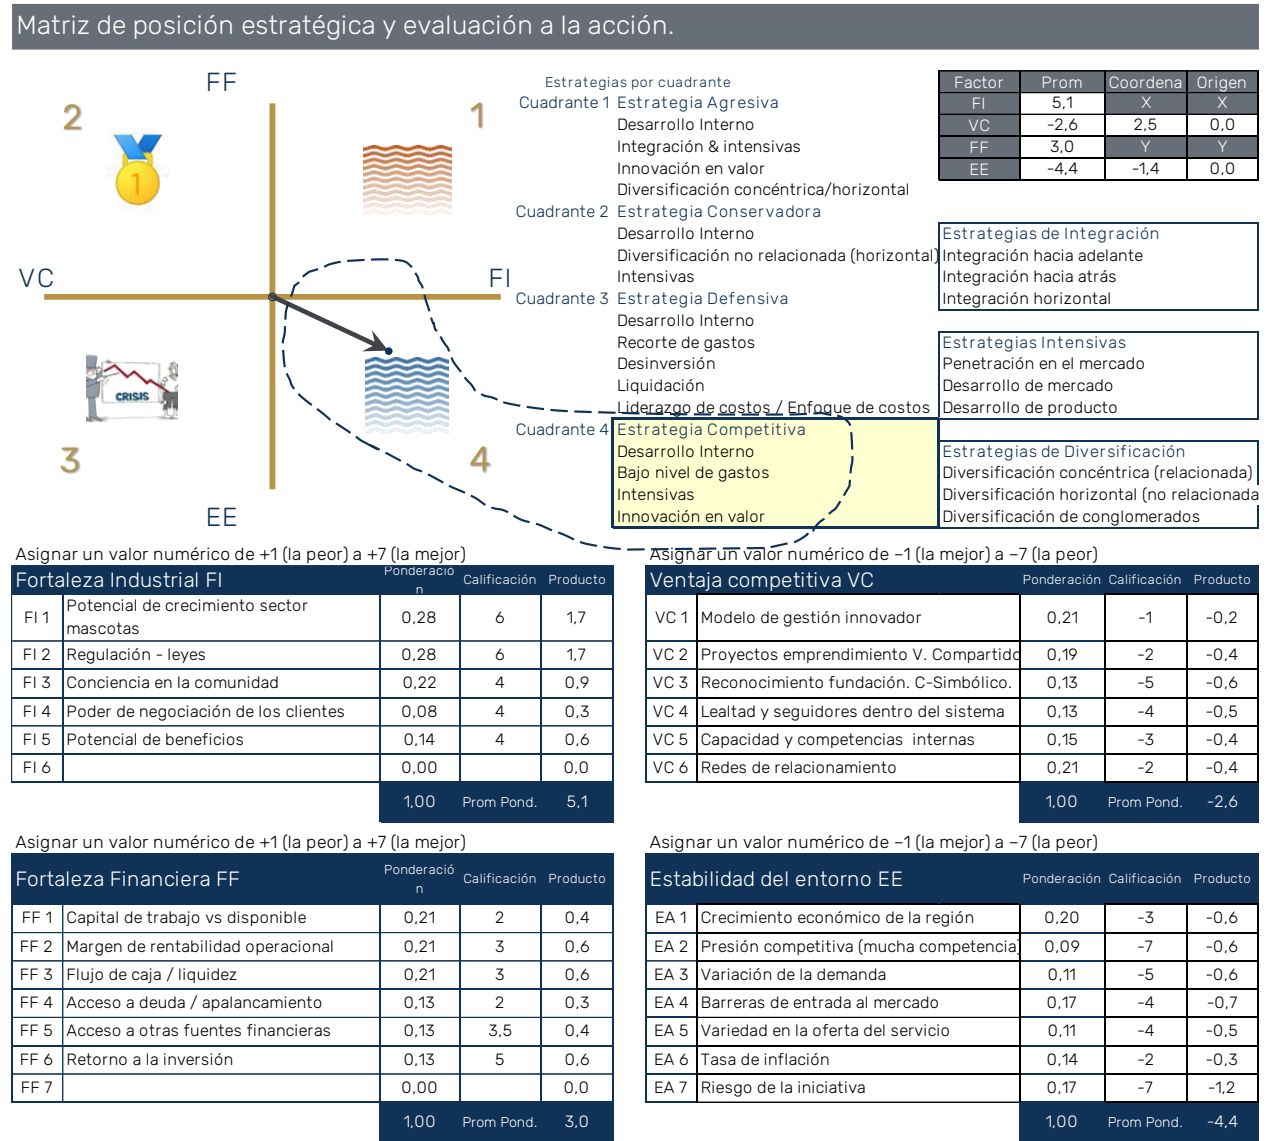 Matriz de posición estratégica y evaluación a la acción.
FF
2
1
1
VC
FI
CRISIS
3
4
EE
Estrategias por cuadrante
Cuadrante 1 Estrategia Agresiva
Desarrollo Interno
Integración & intensivas
Innovación en valor
Diversificación concéntrica/horizontal
Cuadrante 2 Estrategia Conservadora
Desarrollo Interno
Diversificación no relacionada (horizontal)
Intensivas
Cuadrante 3 Estrategia Defensiva
Desarrollo Interno
Recorte de gastos
Desinversión
Liquidación
Liderazgo de costos / Enfoque de costos
Cuadrante 4 Estrategia Competitiva
Desarrollo Interno
Bajo nivel de gastos
Intensivas
Innovación en valor
Factor Prom Coordena Origen
FI 5,1 X X
VC -2,6 2,5 0,0
FF 3,0 Y Y
EE -4,4 -1,4 0,0
Estrategias de Integración
Integración hacia adelante
Integración hacia atrás
Integración horizontal
Estrategias Intensivas
Penetración en el mercado
Desarrollo de mercado
Desarrollo de producto
Estrategias de Diversificación
Diversificación concéntrica (relacionada)
Diversificación horizontal (no relacionada
Diversificación de conglomerados
Asignar un valor numérico de +1 (la peor) a +7 (la mejor)
Fortaleza Industrial FI Ponderació
n Calificación Producto
FI 1 Potencial de crecimiento sector
mascotas 0,28 6 1,7
FI 2 Regulación - leyes 0,28 6 1,7
FI 3 Conciencia en la comunidad 0,22 4 0,9
FI 4 Poder de negociación de los clientes 0,08 4 0,3
FI 5 Potencial de beneficios 0,14 4 0,6
FI 6 0,00 0,0
1,00 Prom Pond. 5,1
Asignar un valor numérico de –1 (la mejor) a –7 (la peor)
Ventaja competitiva VC Ponderación Calificación Producto
VC 1 Modelo de gestión innovador 0,21 -1 -0,2
VC 2 Proyectos emprendimiento V. Compartido 0,19 -2 -0,4
VC 3 Reconocimiento fundación. C-Simbólico. 0,13 -5 -0,6
VC 4 Lealtad y seguidores dentro del sistema 0,13 -4 -0,5
VC 5 Capacidad y competencias  internas 0,15 -3 -0,4
VC 6 Redes de relacionamiento 0,21 -2 -0,4
1,00 Prom Pond. -2,6
Asignar un valor numérico de +1 (la peor) a +7 (la mejor)
Fortaleza Financiera FF Ponderació
n Calificación Producto
FF 1 Capital de trabajo vs disponible 0,21 2 0,4
FF 2 Margen de rentabilidad operacional 0,21 3 0,6
FF 3 Flujo de caja / liquidez 0,21 3 0,6
FF 4 Acceso a deuda / apalancamiento 0,13 2 0,3
FF 5 Acceso a otras fuentes financieras 0,13 3,5 0,4
FF 6 Retorno a la inversión 0,13 5 0,6
FF 7 0,00 0,0
1,00 Prom Pond. 3,0
Asignar un valor numérico de –1 (la mejor) a –7 (la peor)
Estabilidad del entorno EE Ponderación Calificación Producto
EA 1 Crecimiento económico de la región 0,20 -3 -0,6
EA 2 Presión competitiva (mucha competencia) 0,09 -7 -0,6
EA 3 Variación de la demanda 0,11 -5 -0,6
EA 4 Barreras de entrada al mercado 0,17 -4 -0,7
EA 5 Variedad en la oferta del servicio 0,11 -4 -0,5
EA 6 Tasa de inflación 0,14 -2 -0,3
EA 7 Riesgo de la iniciativa 0,17 -7 -1,2
1,00 Prom Pond. -4,4